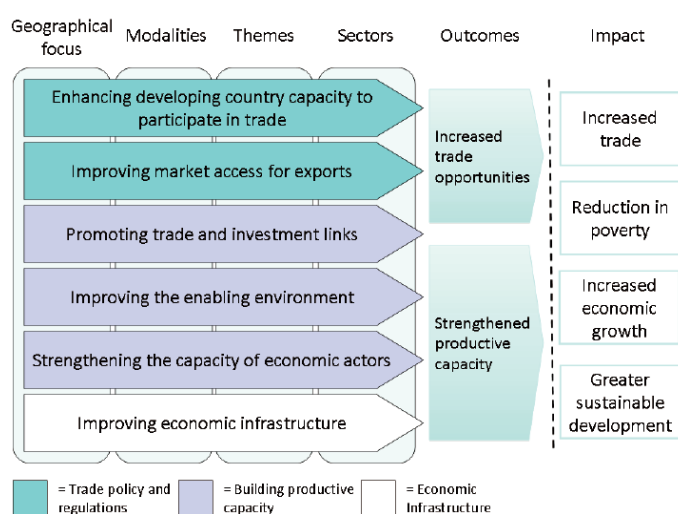 Geographical
focus
Modalities
Themes
Sectors
Outcomes
Impact
Enhancing developing country capacity to
participate in trade
Improving market access for exports
Promoting trade and investment links
Improving the enabling environment
Strengthening the capacity of economic actors
Improving economic infrastructure
Increased
trade
opportunities
Strengthened
productive
capacity
Increased
trade
Reduction in
poverty
Increased
economic
growth
Greater
sustainable
development
= Trade policy and
regulations
= Building productive
capacity
= Economic
Infrastructure